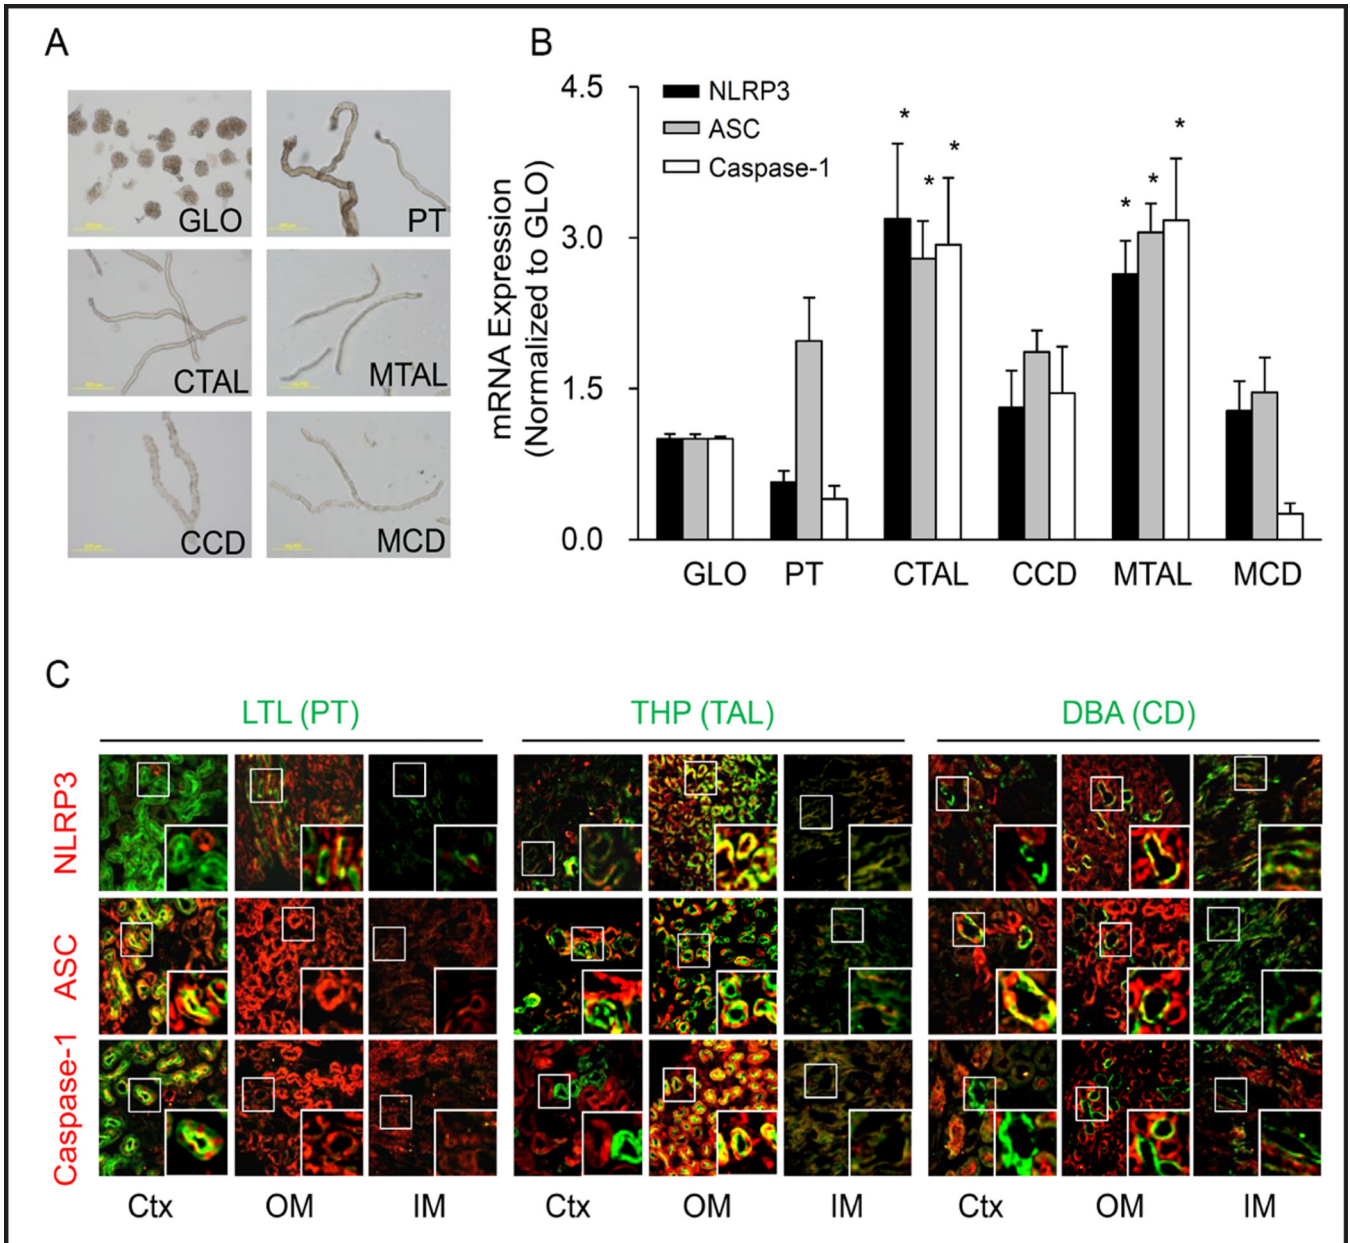 A
GLO
PT
CTAL
MTAL
CCD
MCD
B
mRNA Expression
(Normalized to GLO)
4.5
3.0
1.5
0.0
NLRP3
ASC
Caspase-1
* * * * * *
GLO PT CTAL CCD MTAL MCD
C
LTL (PT) THP (TAL) DBA (CD)
NLRP3
ASC
Caspase-1
Ctx OM IM Ctx OM IM Ctx OM IM